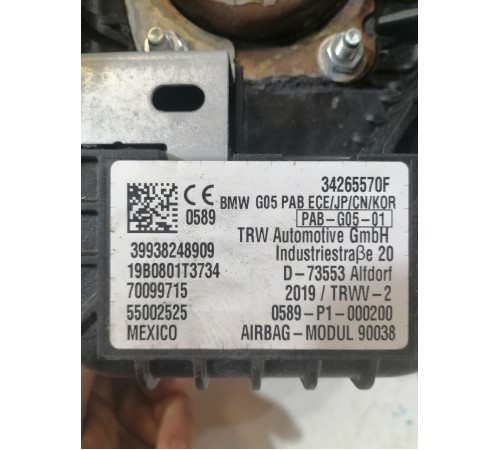 34265570F
CE BMW G05 PAB ECE/JP/CN/KOR
0589 PAB-G05-01
TRW Automotive GmbH
39938248909 Industriestraße 20
19B0801T3734 D-73553 Alfdorf
70099715 2019 / TRWV-2
55002525 0589-P1-000200
MEXICO AIRBAG-MODUL 90038